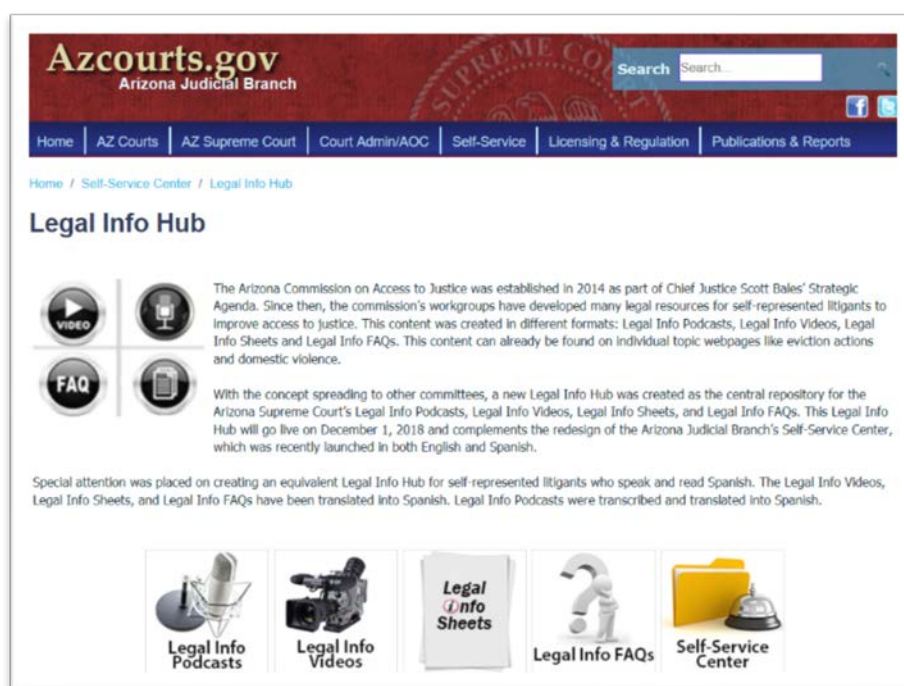 Azcourts.gov
Arizona Judicial Branch
SUPREME CO
Search Search...
Home AZ Courts AZ Supreme Court Court Admin/AOC Self-Service Licensing & Regulation Publications & Reports
Home / Self-Service Center / Legal Info Hub
Legal Info Hub
VIDEO
FAQ
The Arizona Commission on Access to Justice was established in 2014 as part of Chief Justice Scott Bales' Strategic
Agenda. Since then, the commission's workgroups have developed many legal resources for self-represented litigants to
improve access to justice. This content was created in different formats: Legal Info Podcasts, Legal Info Videos, Legal
Info Sheets and Legal Info FAQs. This content can already be found on individual topic webpages like eviction actions
and domestic violence.
With the concept spreading to other committees, a new Legal Info Hub was created as the central repository for the
Arizona Supreme Court's Legal Info Podcasts, Legal Info Videos, Legal Info Sheets, and Legal Info FAQs. This Legal Info
Hub will go live on December 1, 2018 and complements the redesign of the Arizona Judicial Branch's Self-Service Center,
which was recently launched in both English and Spanish.
Special attention was placed on creating an equivalent Legal Info Hub for self-represented litigants who speak and read Spanish. The Legal Info Videos,
Legal Info Sheets, and Legal Info FAQs have been translated into Spanish. Legal Info Podcasts were transcribed and translated into Spanish.
Legal Info
Podcasts
Legal Info
Videos
Legal
info
Sheets
Legal Info FAQs
Self-Service
Center